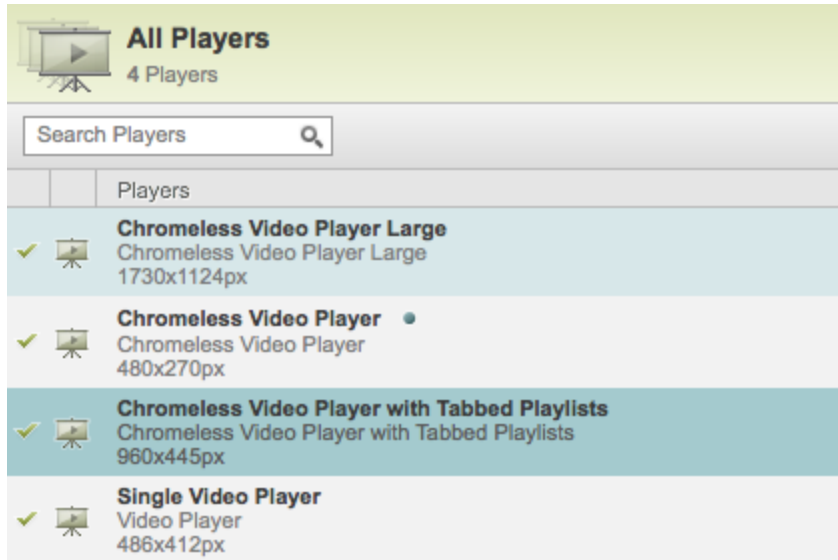 All Players
4 Players
Search Players
Players
Chromeless Video Player Large
Chromeless Video Player Large
1730x1124px
Chromeless Video Player
Chromeless Video Player
480x270px
Chromeless Video Player with Tabbed Playlists
Chromeless Video Player with Tabbed Playlists
960x445px
Single Video Player
Video Player
486x412px